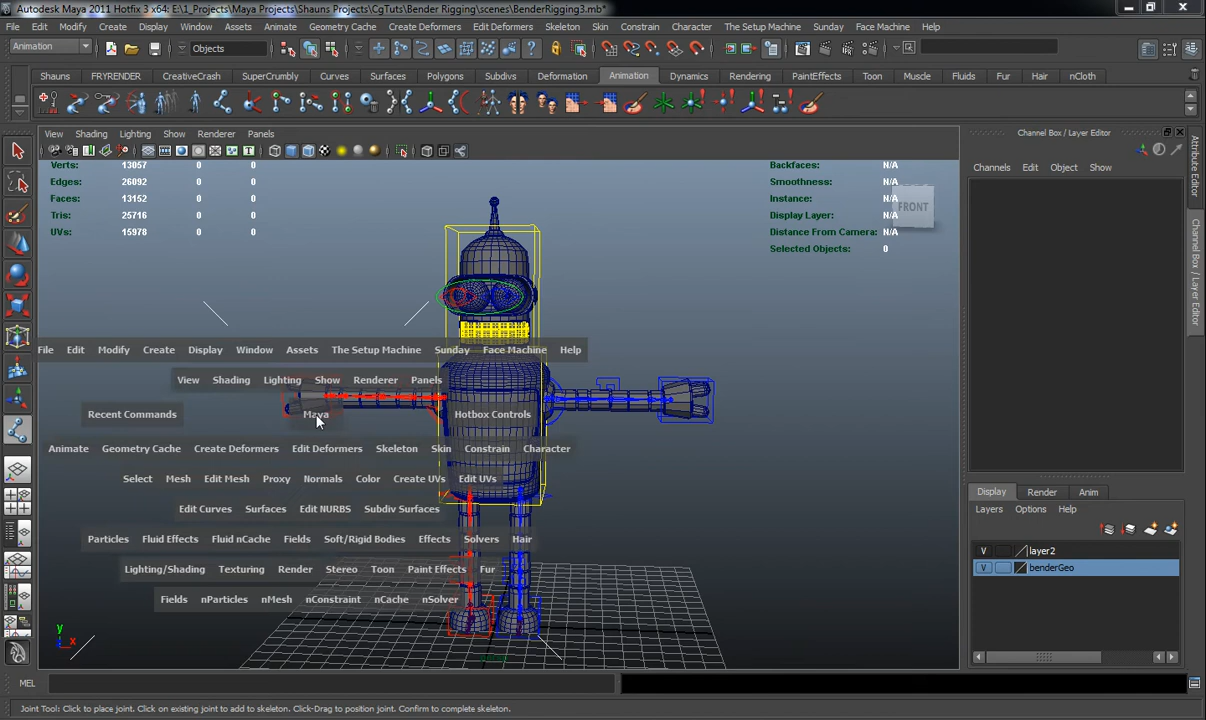 Autodesk Maya 2011 Hotfix 3 x64: E:\1_Projects\Maya Projects\Shauns Projects\CgTuts\Bender Rigging\scenes\BenderRigging3.mb*
File Edit Modify Create Display Window Assets Animate Geometry Cache Create Deformers Edit Deformers Skeleton Skin Constrain Character The Setup Machine Sunday Face Machine Help
Animation Objects
Shauns FRYRENDER CreativeCrash SuperCrumbly Curves Surfaces Polygons Subdivs Deformation Animation Dynamics Rendering PaintEffects Toon Muscle Fluids Fur Hair nCloth
View Shading Lighting Show Renderer Panels
Channel Box / Layer Editor
Channels Edit Object Show
Verts: 13057 0 0
Edges: 26092 0 0
Faces: 13152 0 0
Tris: 25716 0 0
UVs: 15978 0 0
Backfaces: N/A
Smoothness: N/A
Instance: N/A
Display Layer: N/A
Distance From Camera: N/A
Selected Objects: 0
FRONT
File Edit Modify Create Display Window Assets The Setup Machine Sunday Face Machine Help
View Shading Lighting Show Renderer Panels
Recent Commands Maya Hotbox Controls
Animate Geometry Cache Create Deformers Edit Deformers Skeleton Skin Constrain Character
Select Mesh Edit Mesh Proxy Normals Color Create UVs Edit UVs
Edit Curves Surfaces Edit NURBS Subdiv Surfaces
Particles Fluid Effects Fluid nCache Fields Soft/Rigid Bodies Effects Solvers Hair
Lighting/Shading Texturing Render Stereo Toon Paint Effects Fur
Fields nParticles nMesh nConstraint nCache nSolver
y
x
persp
Attribute Editor
Channel Box / Layer Editor
Display Render Anim
Layers Options Help
V layer2
V benderGeo
MEL
Joint Tool: Click to place joint. Click on existing joint to add to skeleton. Click-Drag to position joint. Confirm to complete skeleton.